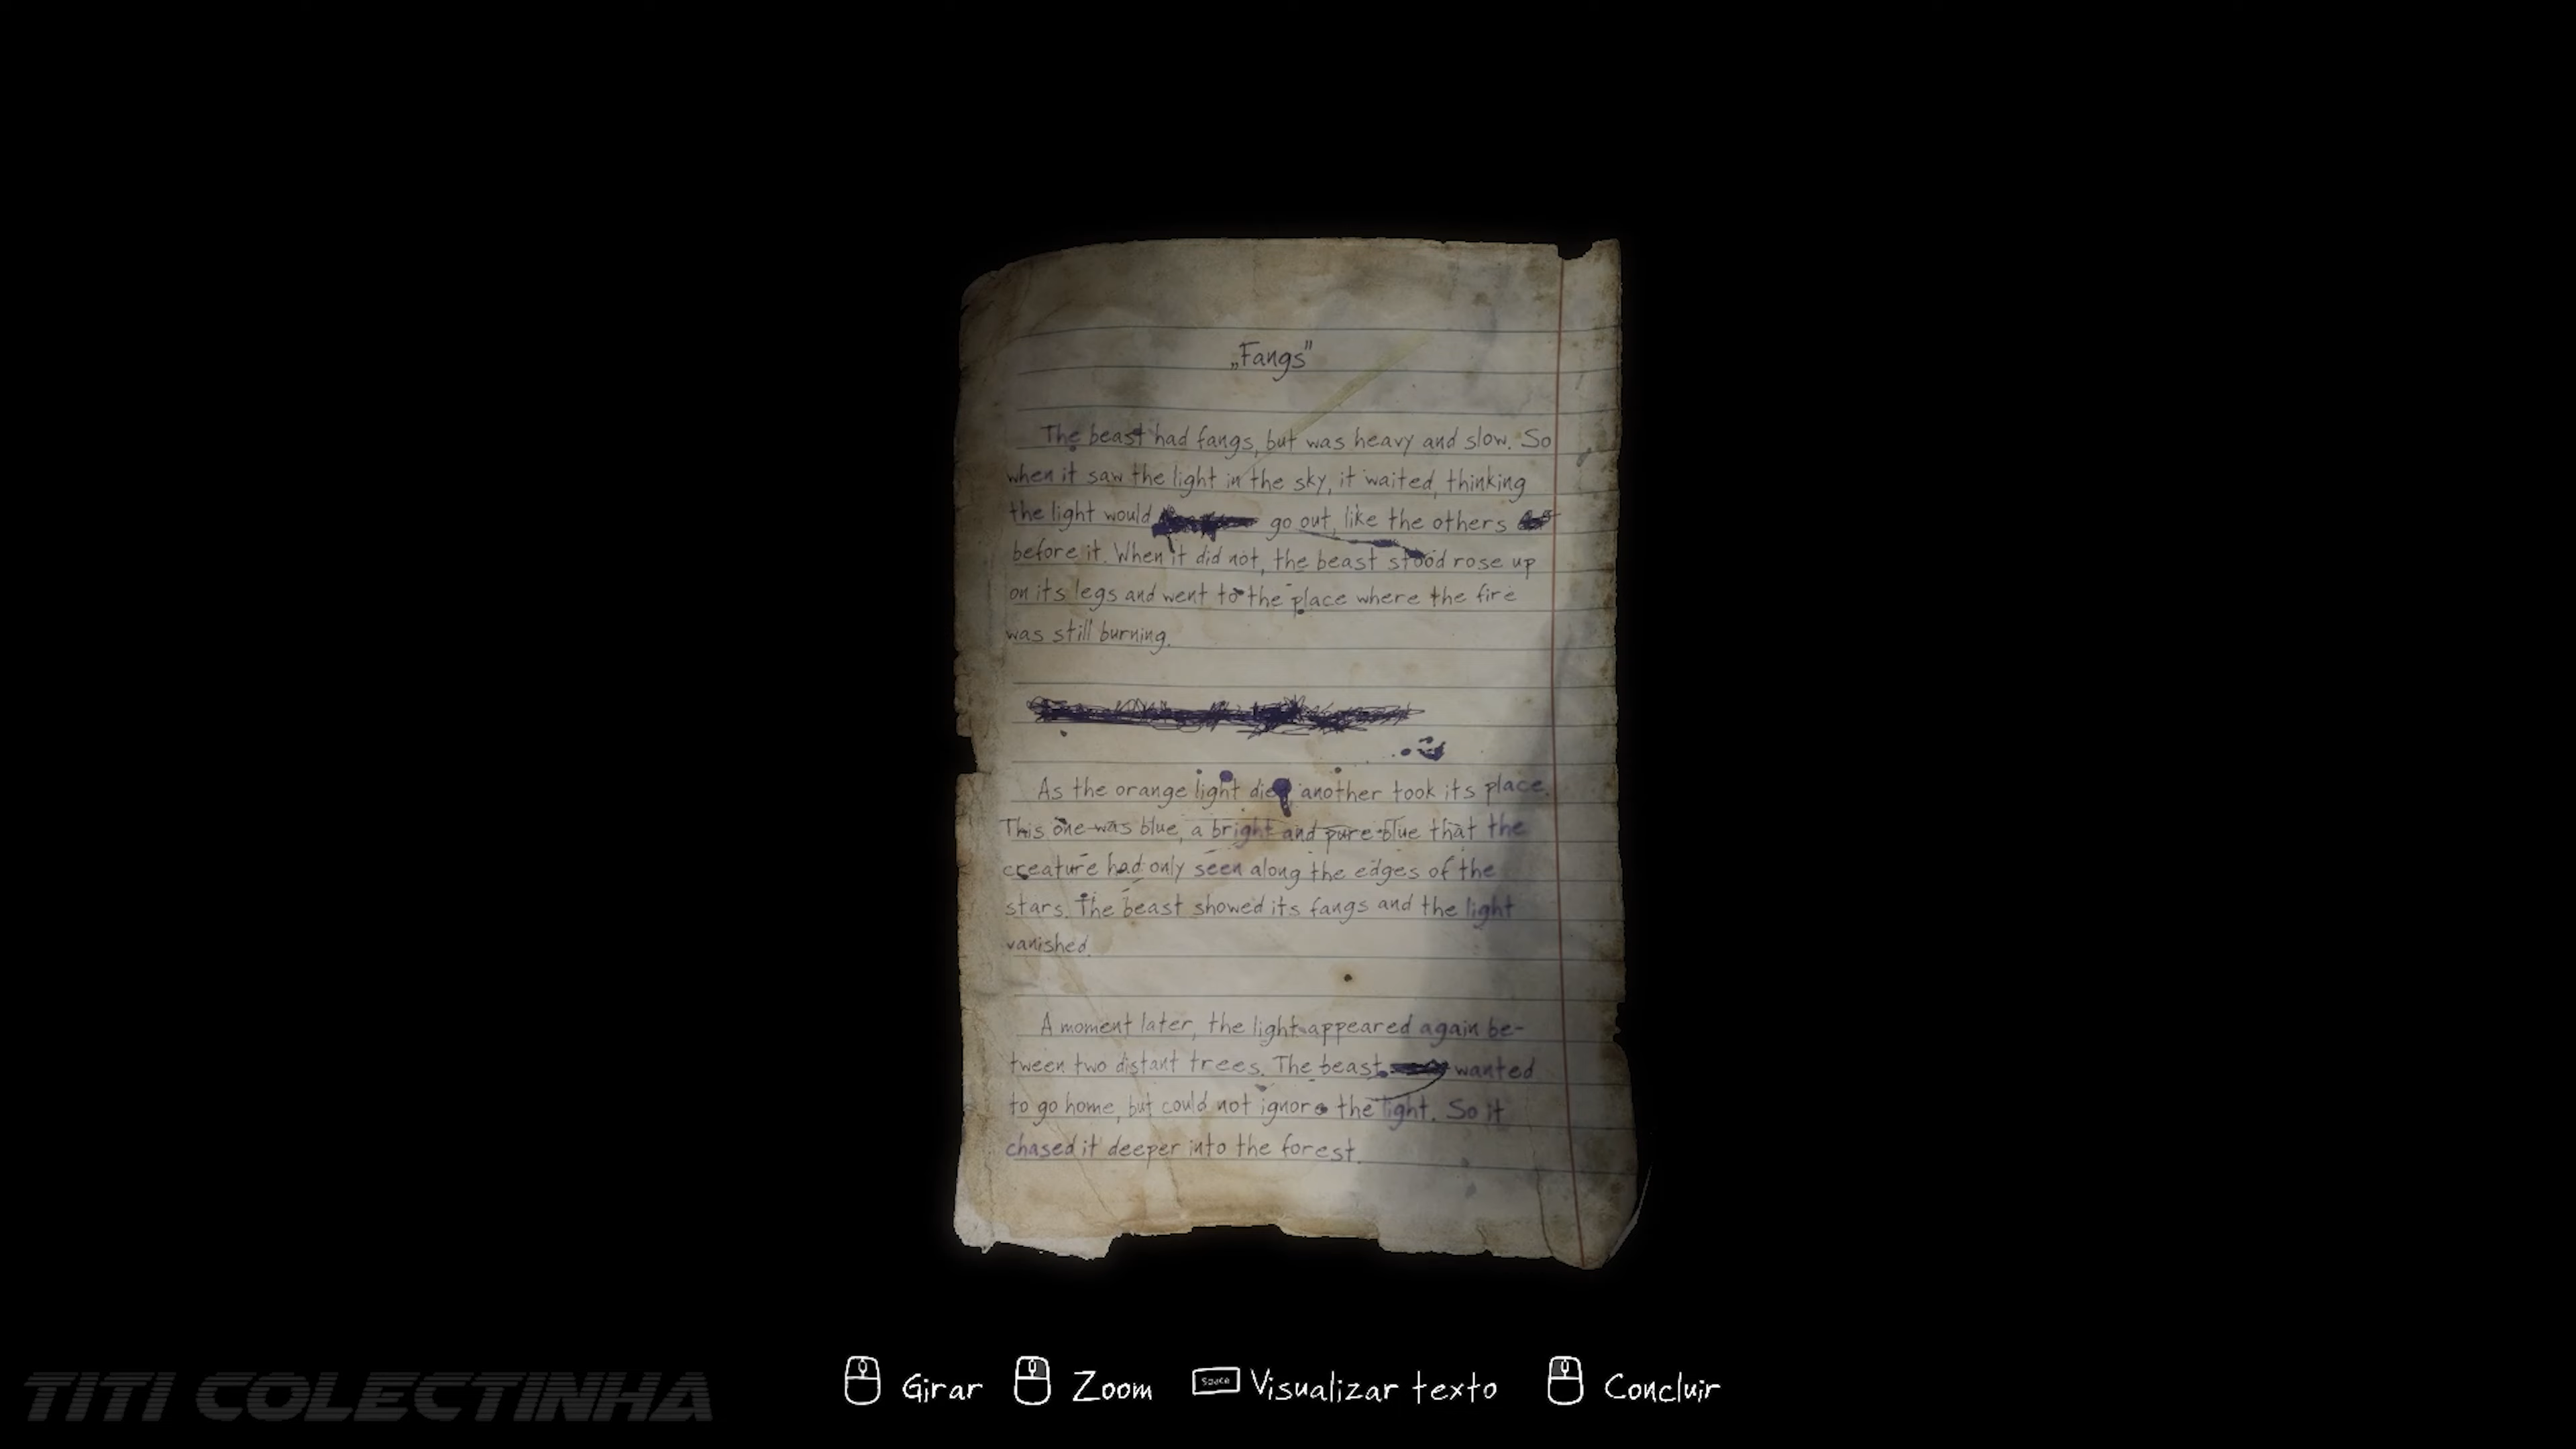 „Fangs"
The beast had fangs, but was heavy and slow. So
when it saw the light in the sky, it waited, thinking
the light would go out, like the others
before it. When it did not, the beast stood rose up
on its legs and went to the place where the fire
was still burning.
As the orange light died, another took its place.
This one was blue, a bright and pure blue that the
creature had only seen along the edges of the
stars. The beast showed its fangs and the light
vanished.
A moment later, the light appeared again be-
tween two distant trees. The beast wanted
to go home, but could not ignore the light. So it
chased it deeper into the forest.
Girar Zoom Space Visualizar texto Concluir
TITI COLECTINHA